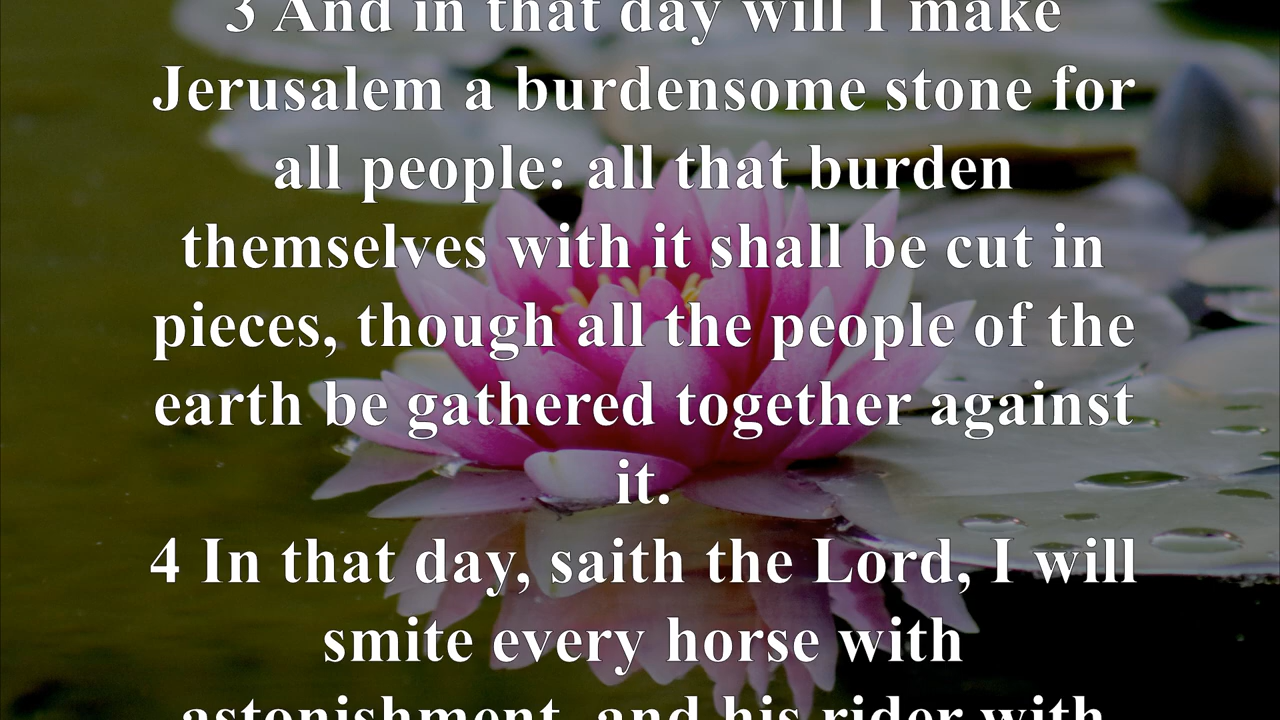 3 And in that day will I make
Jerusalem a burdensome stone for
all people: all that burden
themselves with it shall be cut in
pieces, though all the people of the
earth be gathered together against
it.
4 In that day, saith the Lord, I will
smite every horse with
astonishment, and his rider with